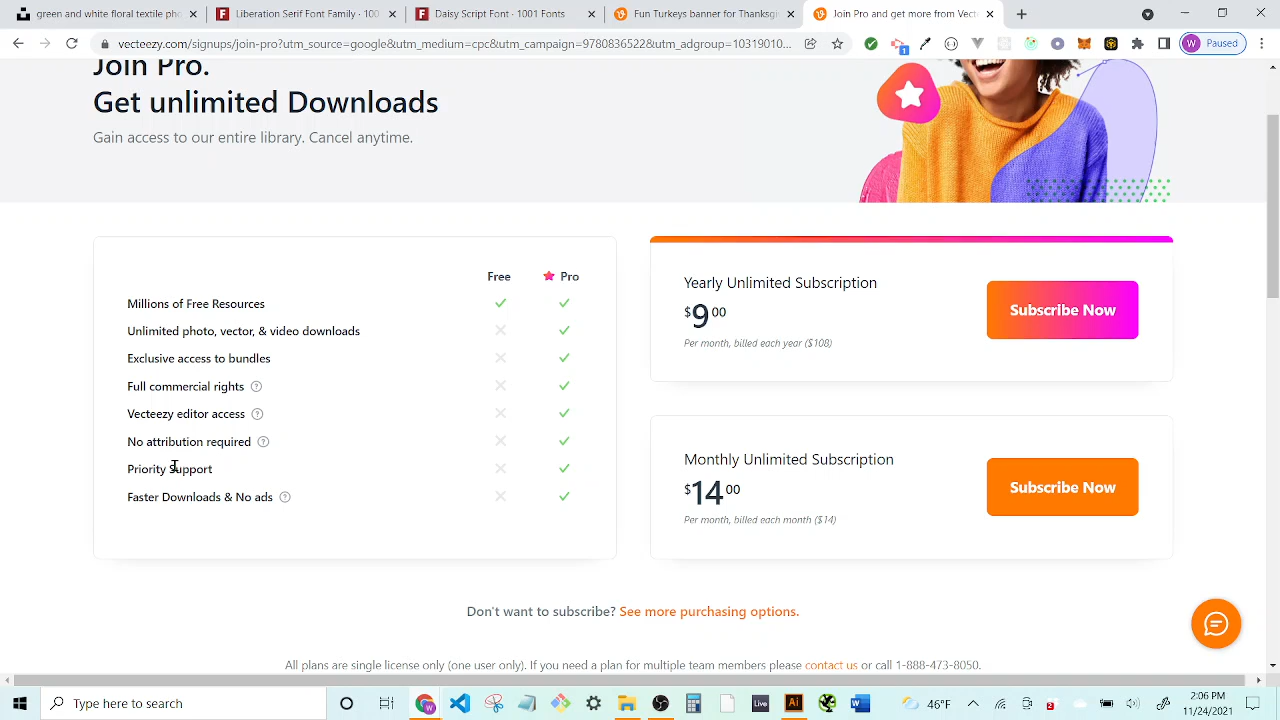 green and floral textile pho
Liberation Serif Font Family · 100
Daisy Script Font · 1001 Fonts
Fun Turkeys banner Thanksgi
Join Pro and get more Vect
vecteezy.com/signups/join-pro?utm_source=google&utm_medium=cpc&utm_campaign=97808365228utm_adgroup=10319010...
1
W Paused
Join Pro.
Get unlimited Downloads
Gain access to our entire library. Cancel anytime.
Free Pro
Millions of Free Resources
Unlimited photo, vector, & video downloads
Exclusive access to bundles
Full commercial rights ?
Vecteezy editor access ?
No attribution required ?
Priority Support
Faster Downloads & No ads ?
Yearly Unlimited Subscription
$9 00
Per month, billed each year ($108)
Subscribe Now
Monthly Unlimited Subscription
$14 00
Per month, billed each month ($14)
Subscribe Now
Don't want to subscribe? See more purchasing options.
All plans are single license only (one user only). If you need a plan for multiple team members please contact us or call 1-888-473-8050.
Type here to search
Live
Ai
46°F
2:06 PM
11/24/2021